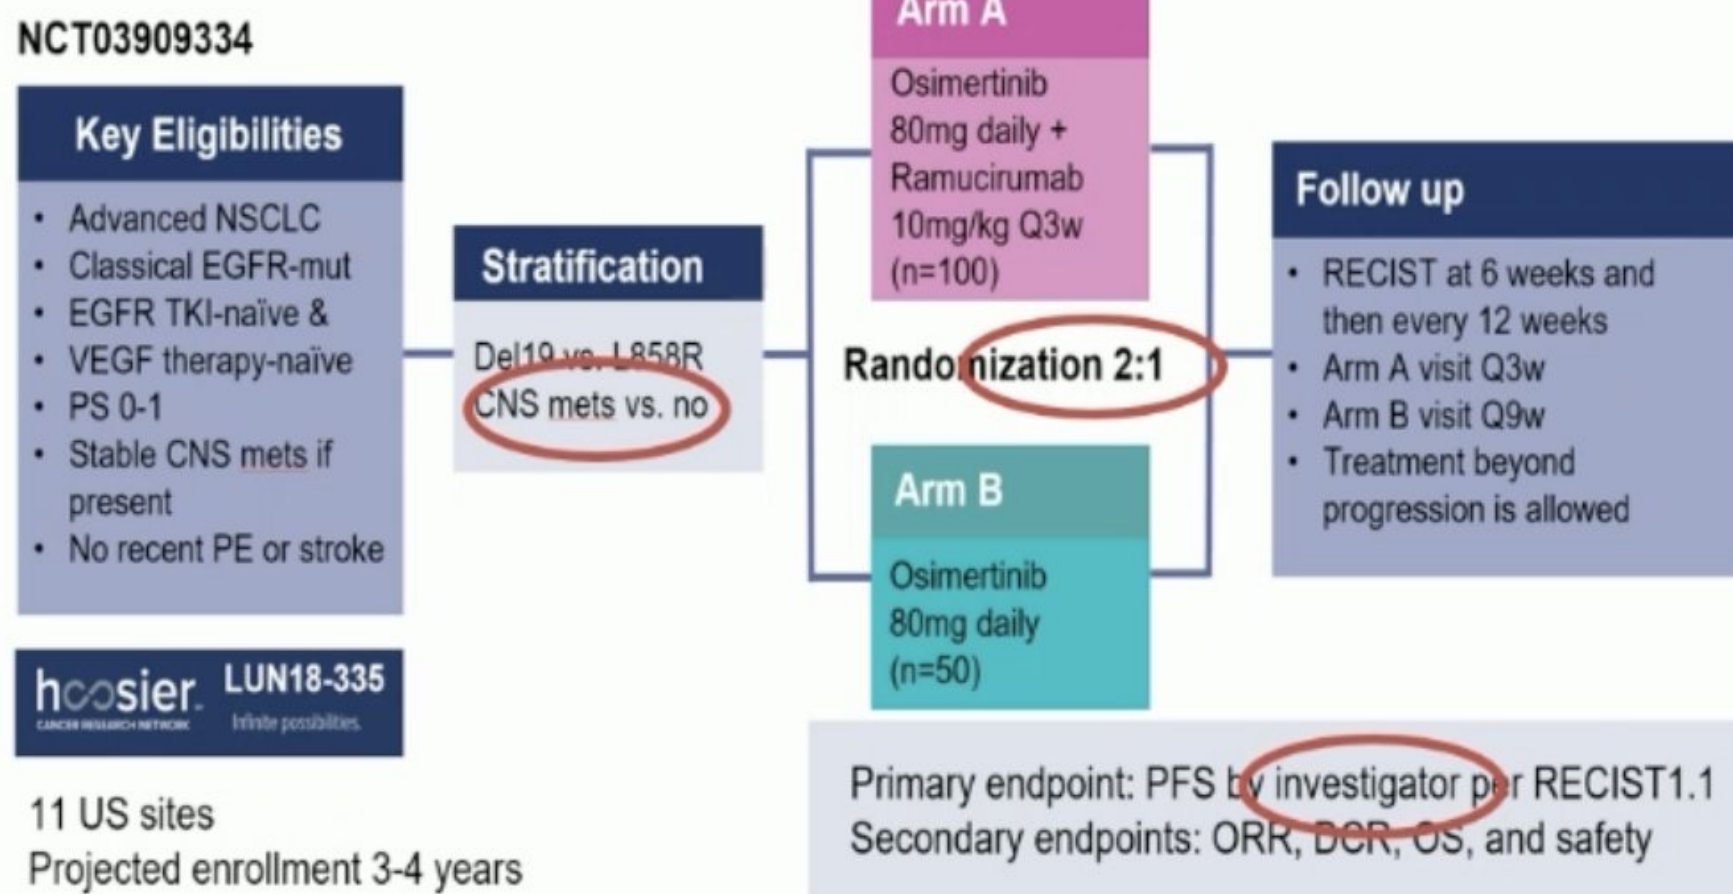 NCT03909334
Key Eligibilities
• Advanced NSCLC
• Classical EGFR-mut
• EGFR TKI-naïve &
• VEGF therapy-naïve
• PS 0-1
• Stable CNS mets if
present
• No recent PE or stroke
hoosier.
CANCER RESEARCH NETWORK
LUN18-335
Infinite possibilities.
11 US sites
Projected enrollment 3-4 years
Stratification
Del19 vs. L858R
CNS mets vs. no
Arm A
Osimertinib
80mg daily +
Ramucirumab
10mg/kg Q3w
(n=100)
Randomization 2:1
Arm B
Osimertinib
80mg daily
(n=50)
Follow up
• RECIST at 6 weeks and
then every 12 weeks
• Arm A visit Q3w
• Arm B visit Q9w
• Treatment beyond
progression is allowed
Primary endpoint: PFS by investigator per RECIST1.1
Secondary endpoints: ORR, DCR, OS, and safety